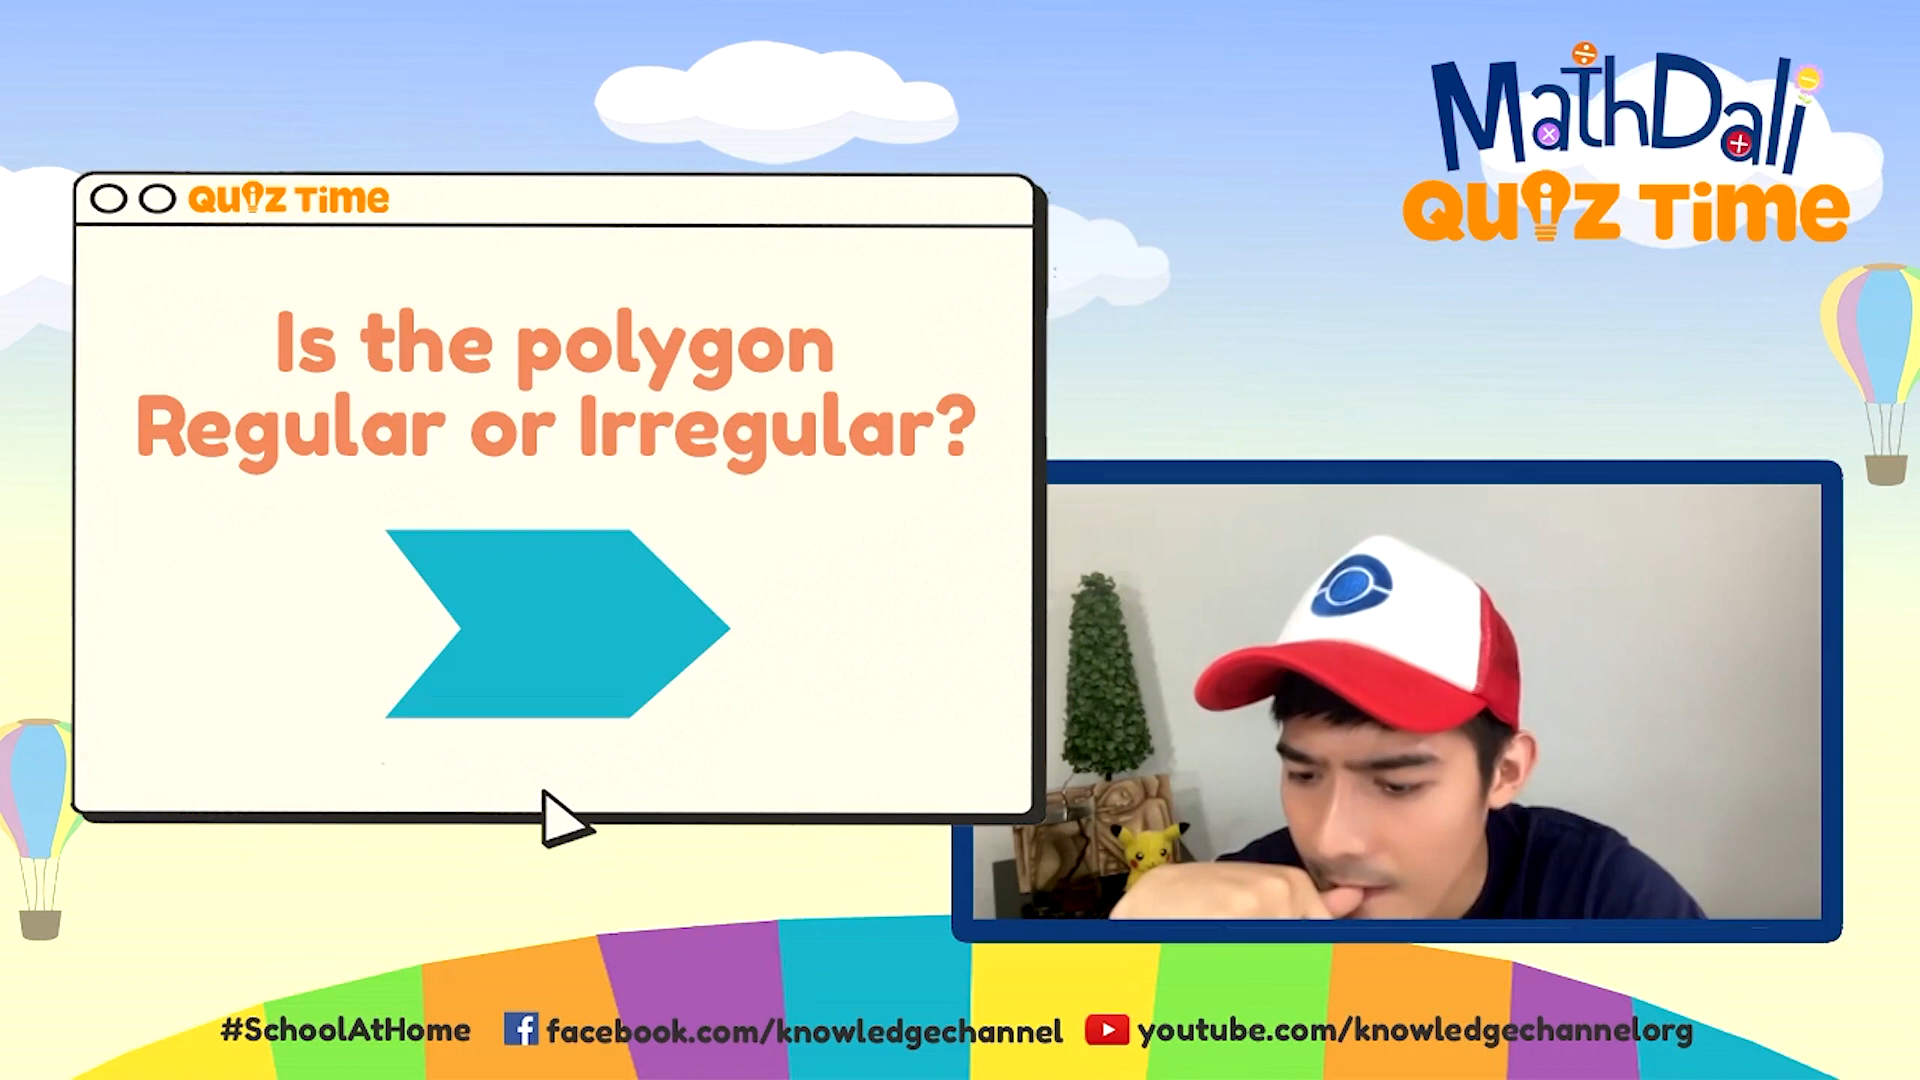 MathDali
QUIZ TIME
QUIZ TIME
Is the polygon
Regular or Irregular?
#SchoolAtHome facebook.com/knowledgechannel youtube.com/knowledgechannelorg